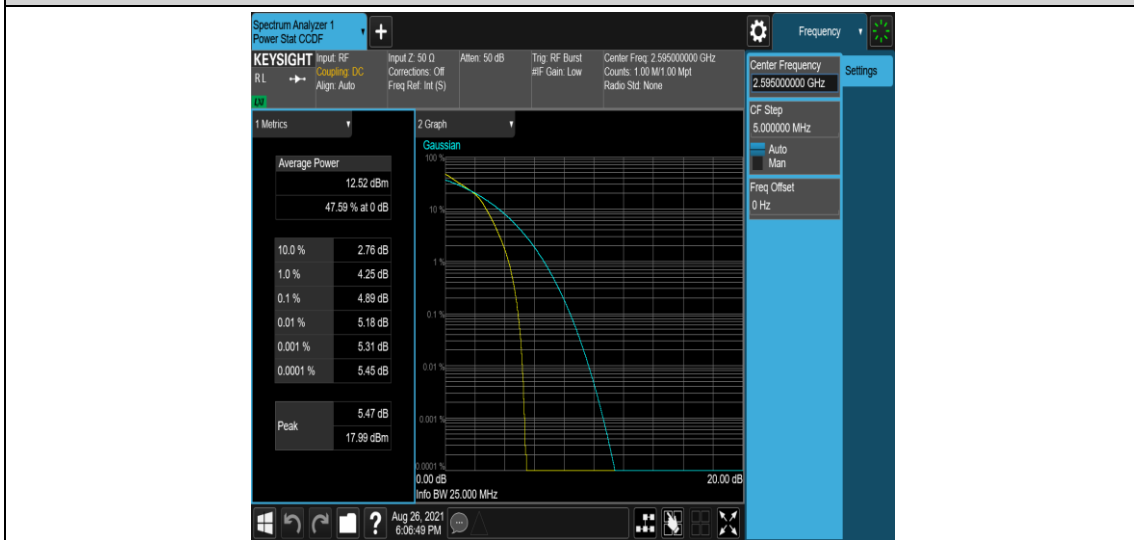 Spectrum Analyzer 1
Power Stat CCDF
+
Frequency
KEYSIGHT
RL
LXI
Input: RF
Coupling: DC
Align: Auto
Input Z: 50 Ω
Corrections: Off
Freq Ref: Int (S)
Atten: 50 dB
Trig: RF Burst
#IF Gain: Low
Center Freq: 2.595000000 GHz
Counts: 1.00 M/1.00 Mpt
Radio Std: None
Center Frequency
2.595000000 GHz
Settings
CF Step
5.000000 MHz
Auto
Man
Freq Offset
0 Hz
1 Metrics
Average Power
12.52 dBm
47.59 % at 0 dB
10.0 % 2.76 dB
1.0 % 4.25 dB
0.1 % 4.89 dB
0.01 % 5.18 dB
0.001 % 5.31 dB
0.0001 % 5.45 dB
Peak
5.47 dB
17.99 dBm
2 Graph
Gaussian
100 %
10 %
1 %
0.1 %
0.01 %
0.001 %
0.0001 %
0.00 dB 20.00 dB
Info BW 25.000 MHz
?
Aug 26, 2021
6:06:49 PM